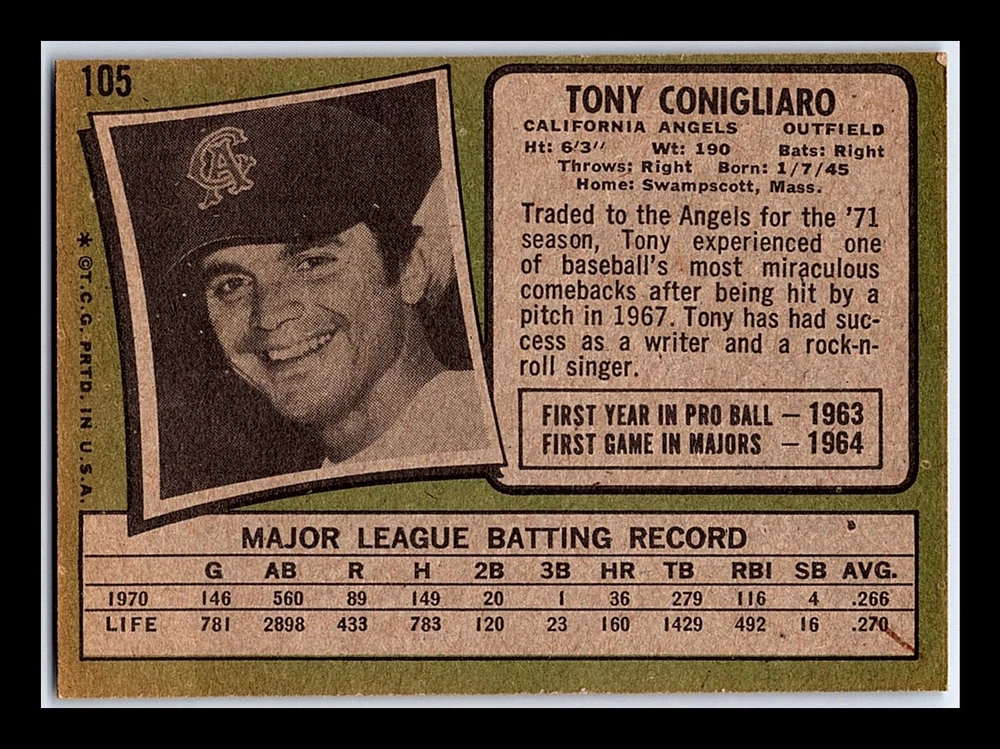 105
CA
* ©T.C.G. PRTD. IN U.S.A.
TONY CONIGLIARO
CALIFORNIA ANGELS OUTFIELD
Ht: 6'3" Wt: 190 Bats: Right
Throws: Right Born: 1/7/45
Home: Swampscott, Mass.
Traded to the Angels for the '71
season, Tony experienced one
of baseball's most miraculous
comebacks after being hit by a
pitch in 1967. Tony has had suc-
cess as a writer and a rock-n-
roll singer.
FIRST YEAR IN PRO BALL — 1963
FIRST GAME IN MAJORS — 1964
MAJOR LEAGUE BATTING RECORD
G AB R H 2B 3B HR TB RBI SB AVG.
1970 146 560 89 149 20 1 36 279 116 4 .266
LIFE 781 2898 433 783 120 23 160 1429 492 16 .270